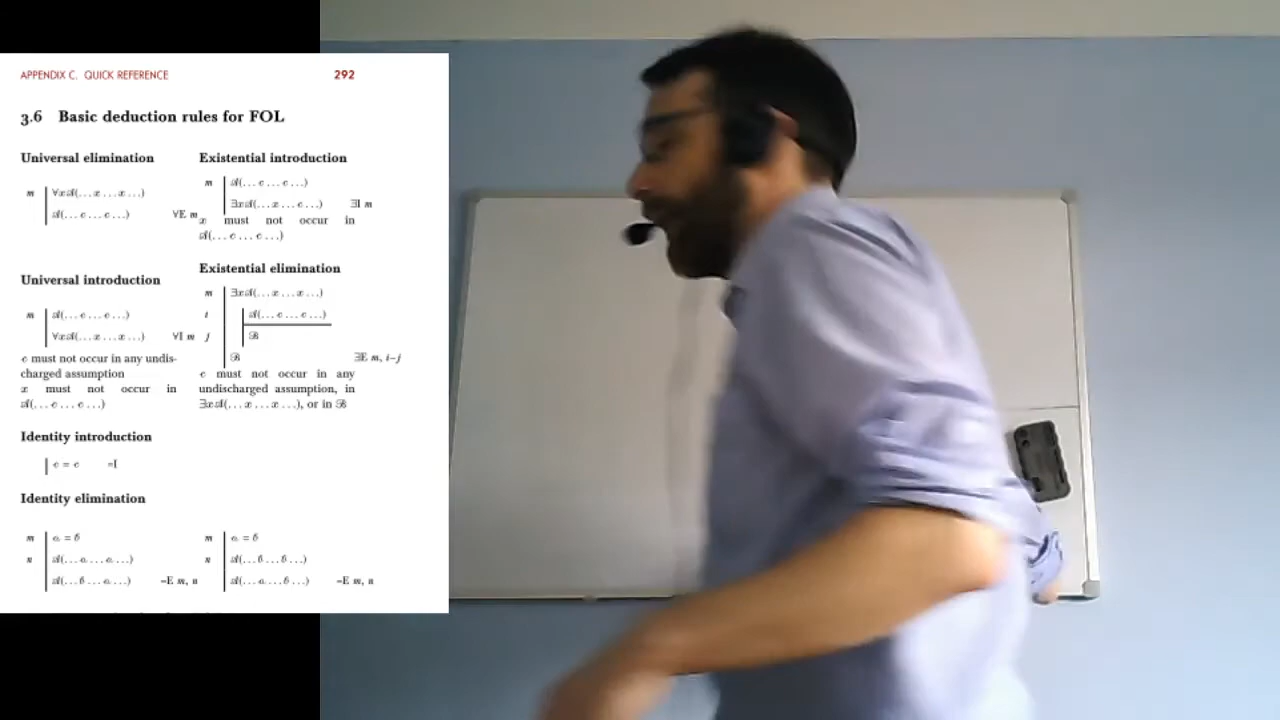 APPENDIX C. QUICK REFERENCE 292
3.6 Basic deduction rules for FOL
Universal elimination
m ∀x𝒜(…x…x…)
𝒜(…c…c…) ∀E m
Universal introduction
m 𝒜(…c…c…)
∀x𝒜(…x…x…) ∀I m
c must not occur in any undis-
charged assumption
x must not occur in
𝒜(…c…c…)
Existential introduction
m 𝒜(…c…c…)
∃x𝒜(…x…c…) ∃I m
x must not occur in
𝒜(…c…c…)
Existential elimination
m ∃x𝒜(…x…x…)
i 𝒜(…c…c…)
j ℬ
ℬ ∃E m, i–j
c must not occur in any
undischarged assumption, in
∃x𝒜(…x…x…), or in ℬ
Identity introduction
c = c =I
Identity elimination
m a = b
n 𝒜(…a…a…)
𝒜(…b…a…) =E m, n
m a = b
n 𝒜(…b…b…)
𝒜(…a…b…) =E m, n